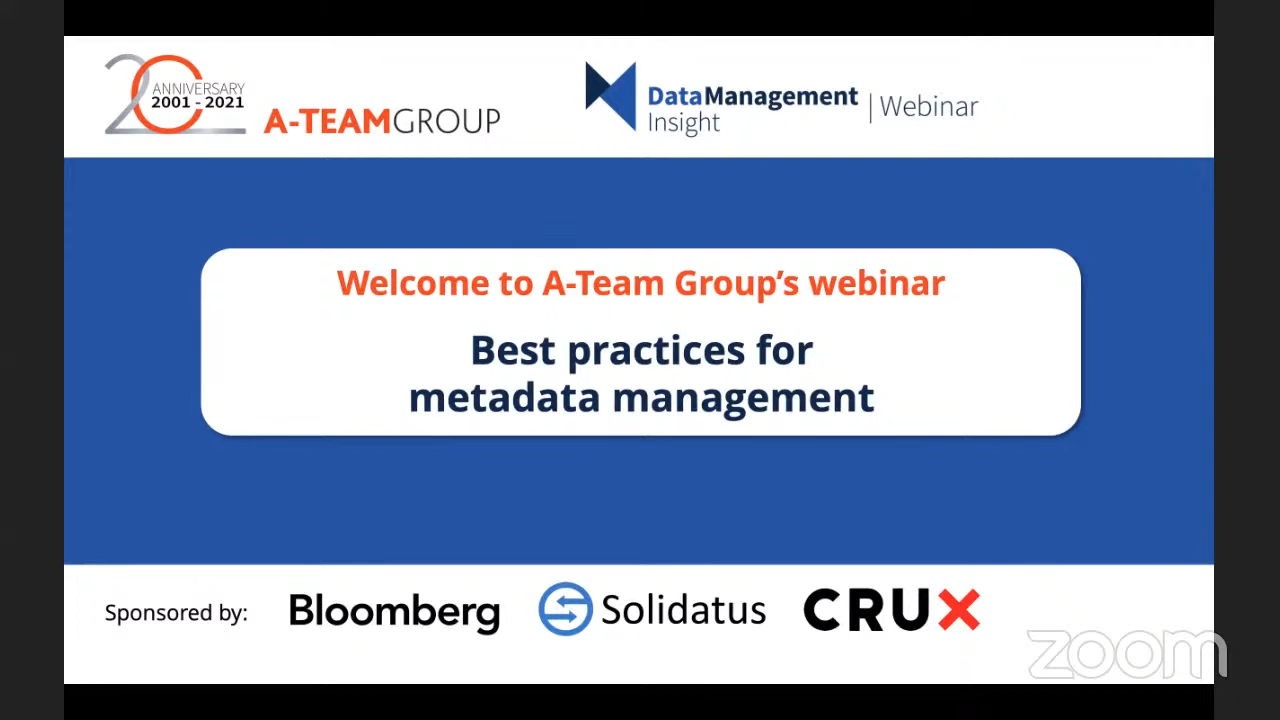 20
ANNIVERSARY
2001 - 2021
A-TEAMGROUP
DataManagement
Insight
| Webinar
Welcome to A-Team Group's webinar
Best practices for
metadata management
Sponsored by:
Bloomberg
Solidatus
CRUX
zoom